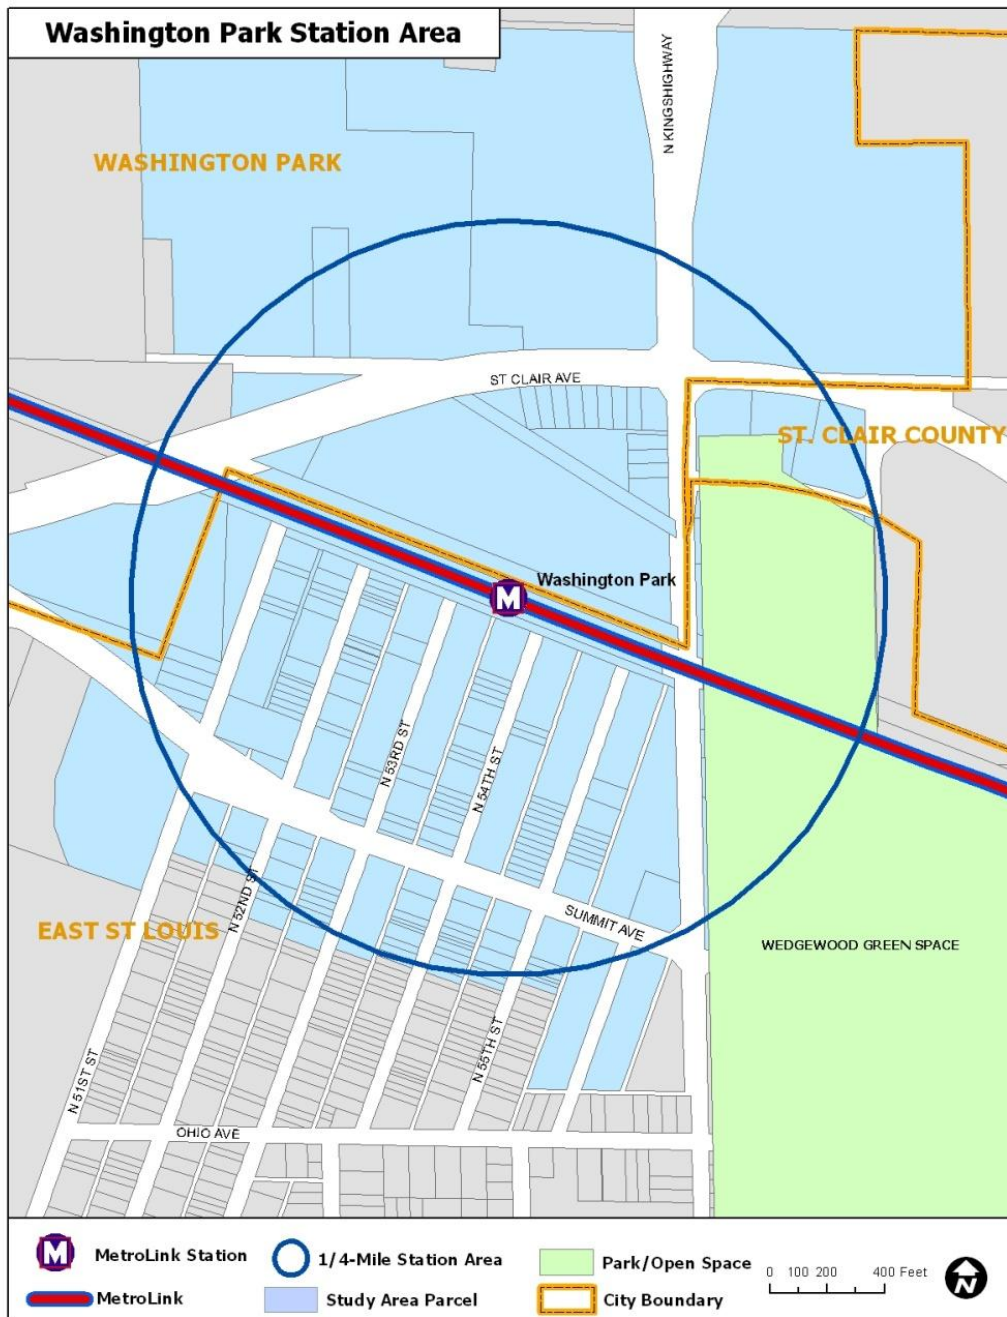 Washington Park Station Area
N KINGSHIGHWAY
WASHINGTON PARK
ST CLAIR AVE
ST. CLAIR COUNTY
M
Washington Park
N 53RD ST
N 54TH ST
N 52ND ST
SUMMIT AVE
EAST ST LOUIS
WEDGEWOOD GREEN SPACE
N 55TH ST
N 51ST ST
OHIO AVE
M
MetroLink Station
1/4-Mile Station Area
Park/Open Space
0 100 200 400 Feet
N
MetroLink
Study Area Parcel
City Boundary